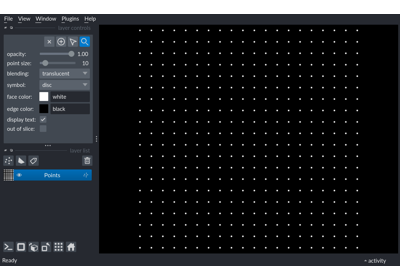 File View Window Plugins Help
layer controls
opacity: 1.00
point size: 10
blending: translucent
symbol: disc
face color: white
edge color: black
display text:
out of slice:
layer list
Points
Ready
activity